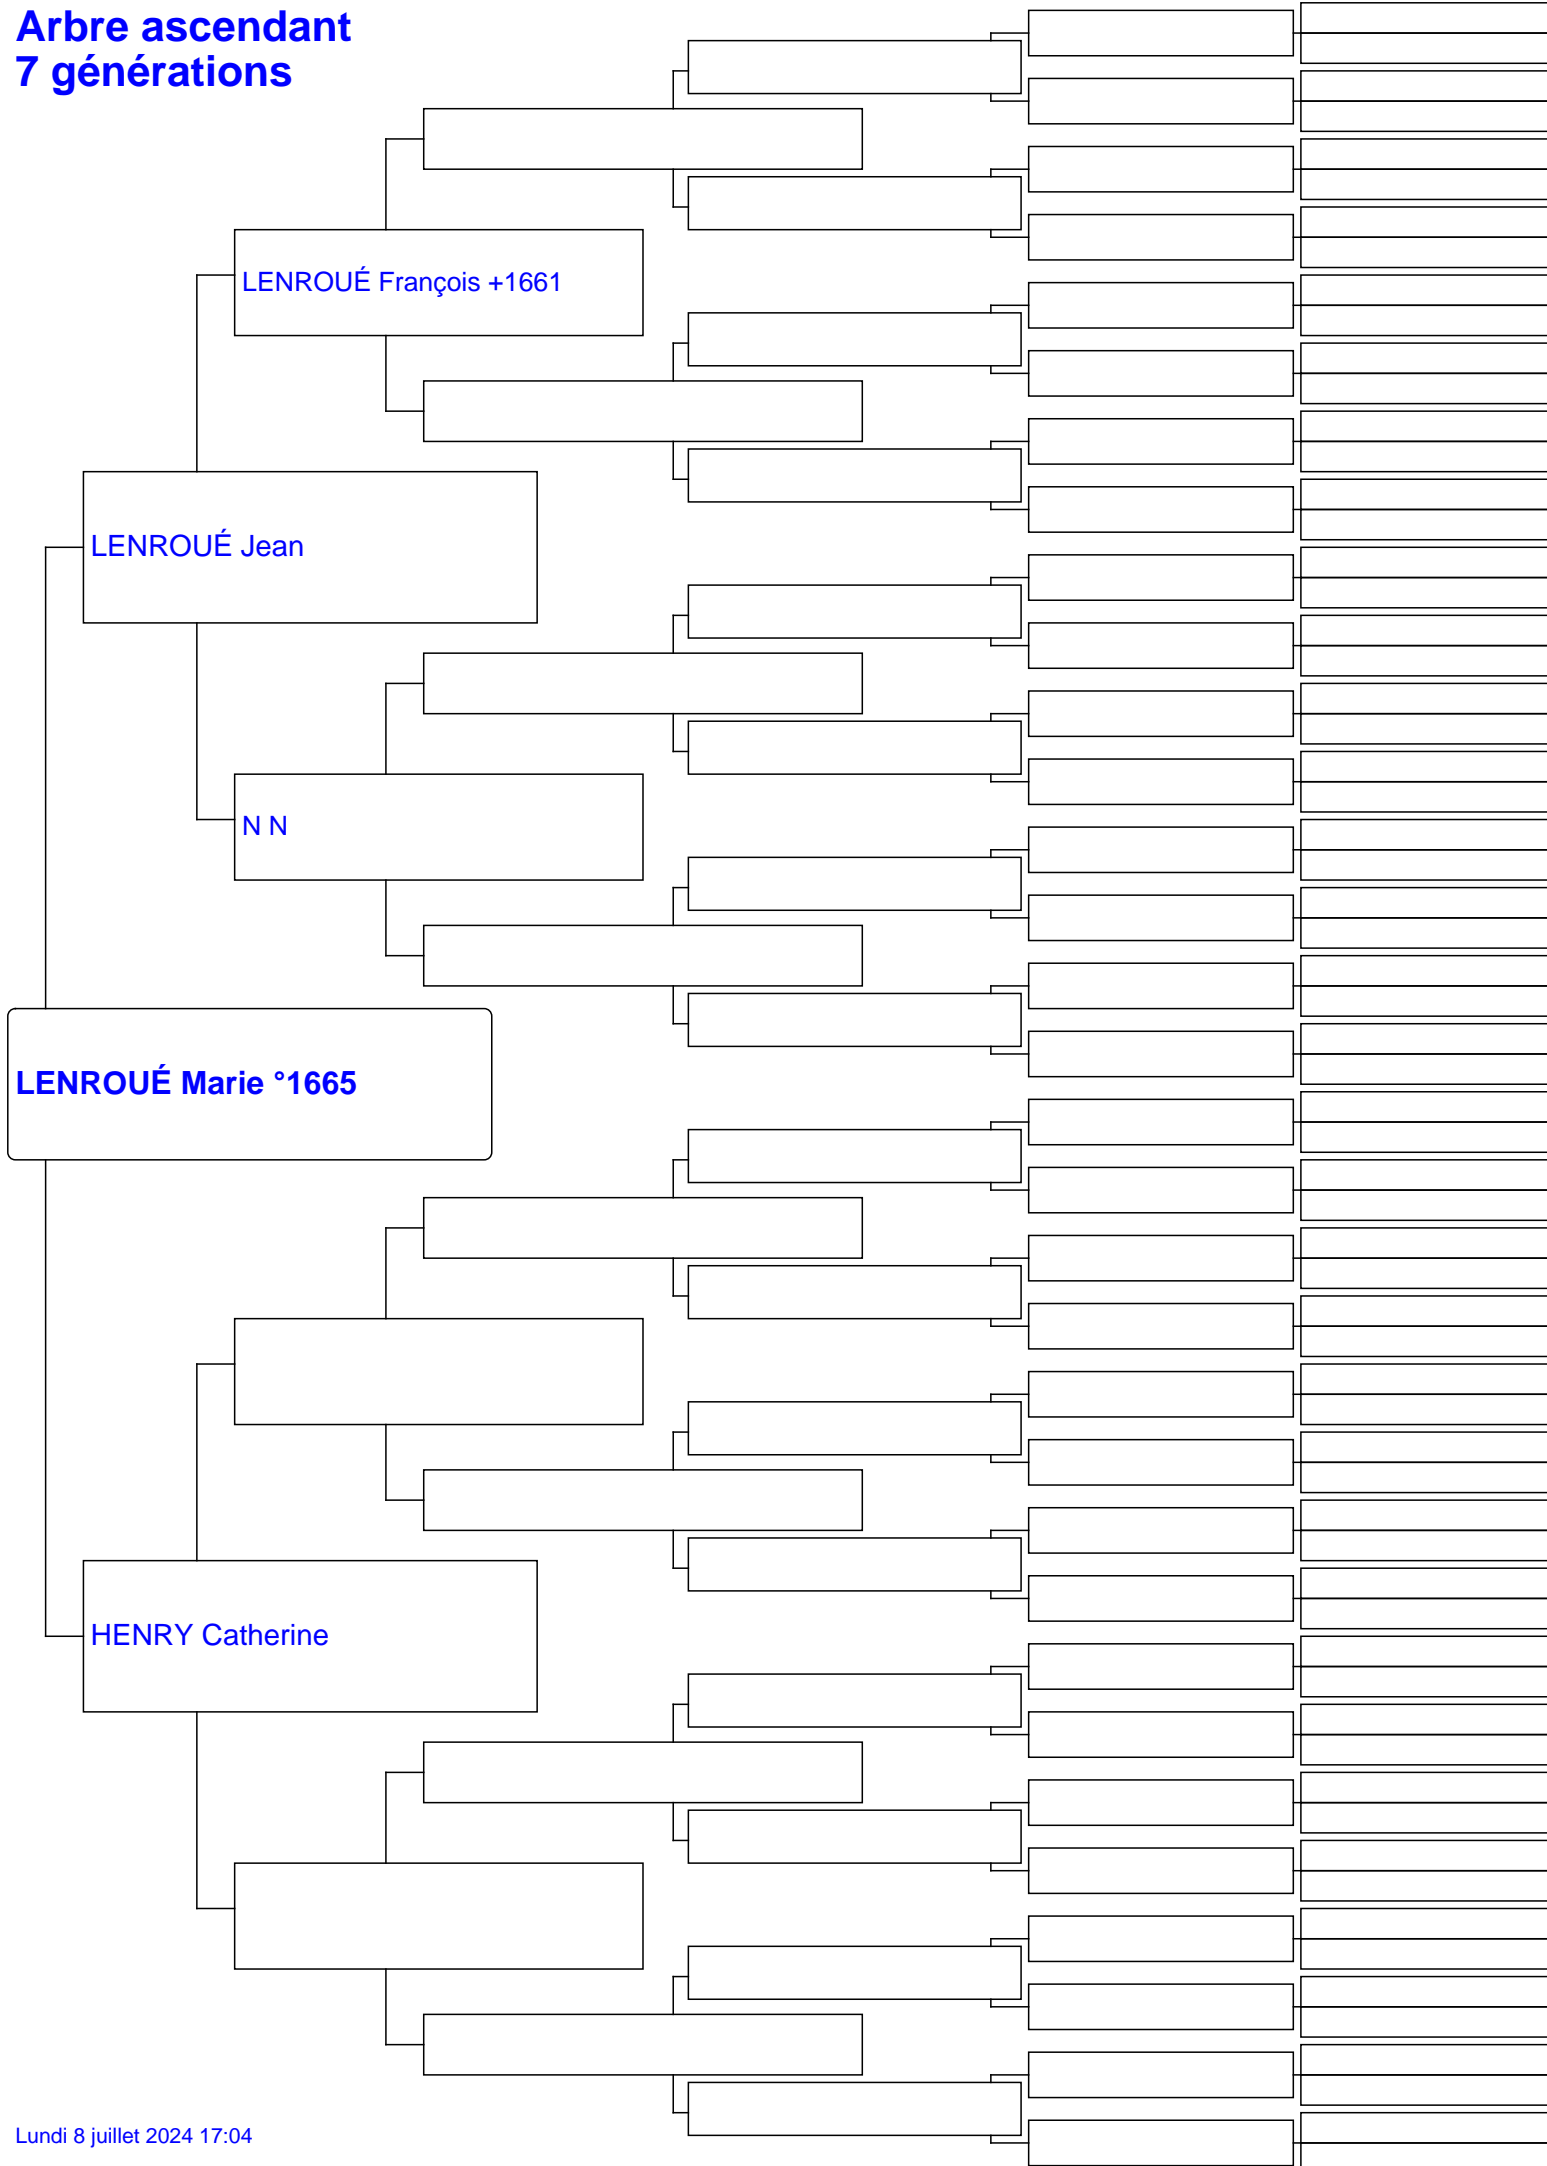 Arbre ascendant
7 générations
LENROUÉ François +1661
LENROUÉ Jean
N N
LENROUÉ Marie °1665
HENRY Catherine
Lundi 8 juillet 2024 17:04